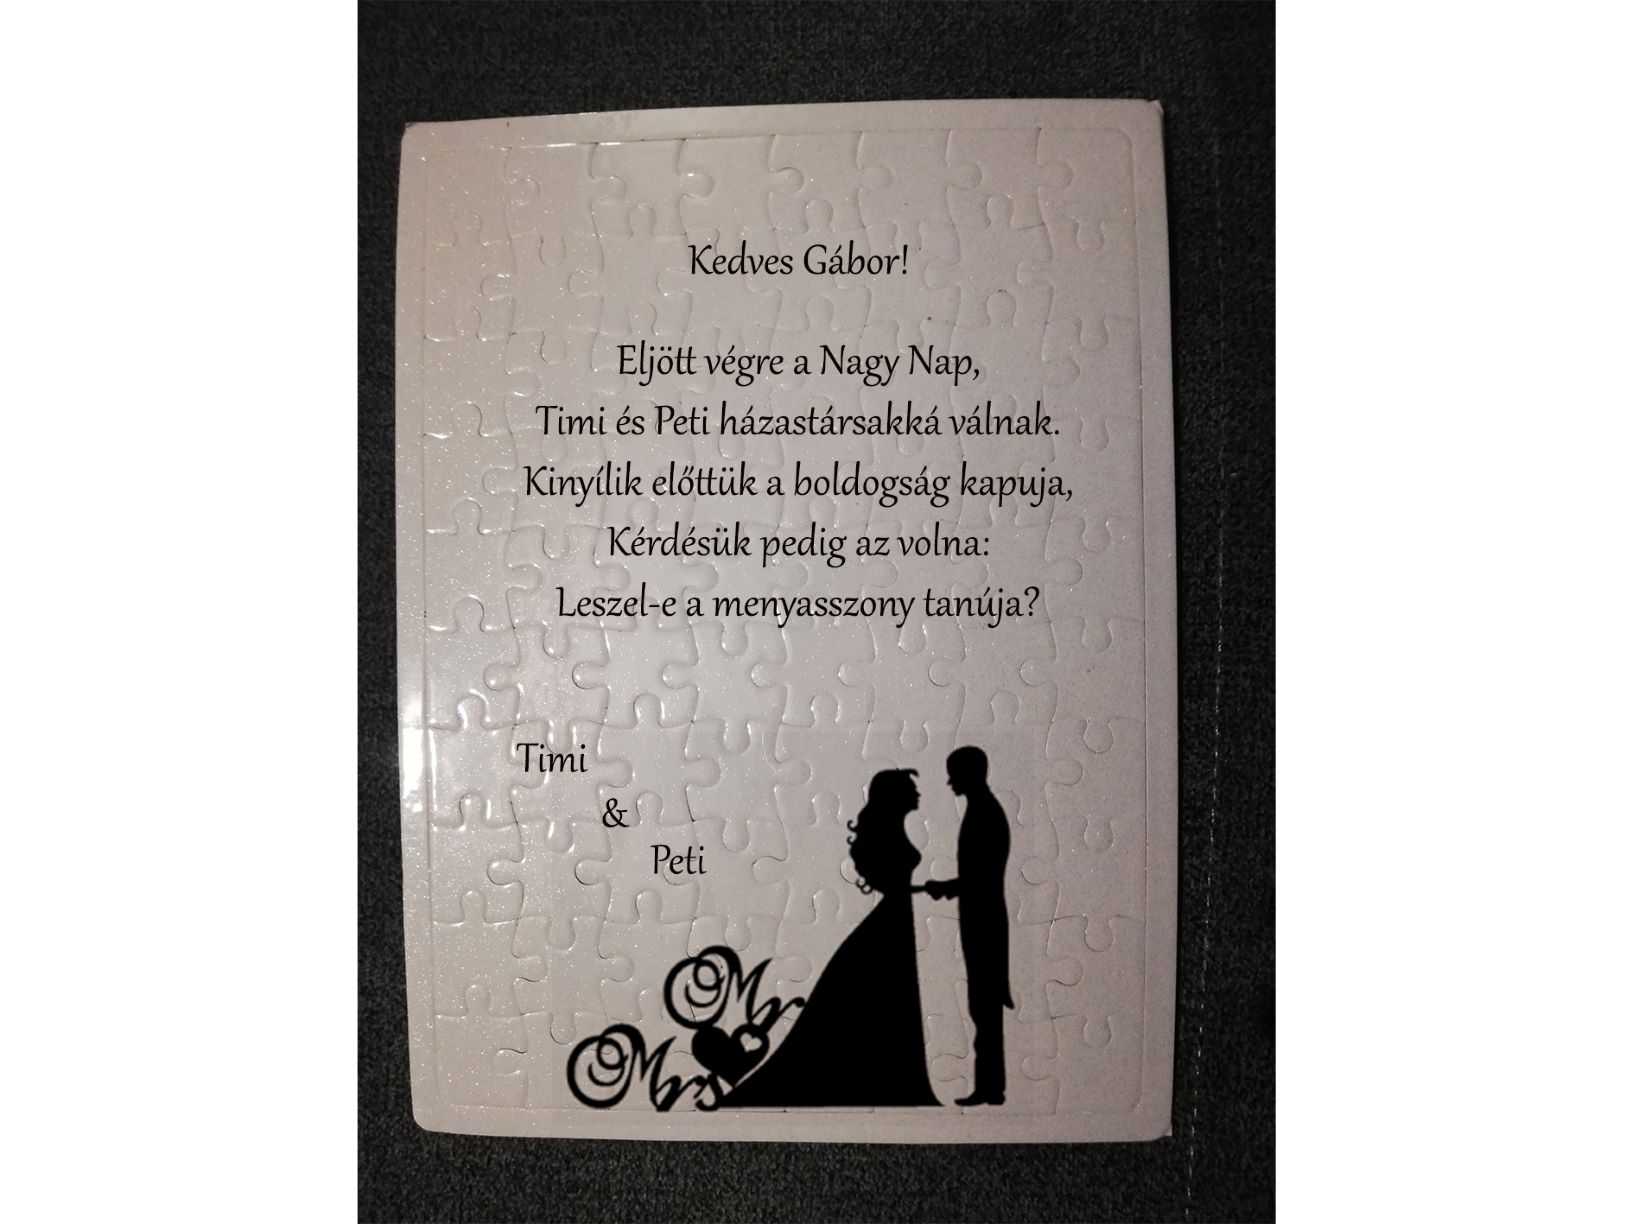 Kedves Gábor!
Eljött végre a Nagy Nap,
Timi és Peti házastársakká válnak.
Kinyílik előttük a boldogság kapuja,
Kérdésük pedig az volna:
Leszel-e a menyasszony tanúja?
Timi
&
Peti
Mr
Mrs